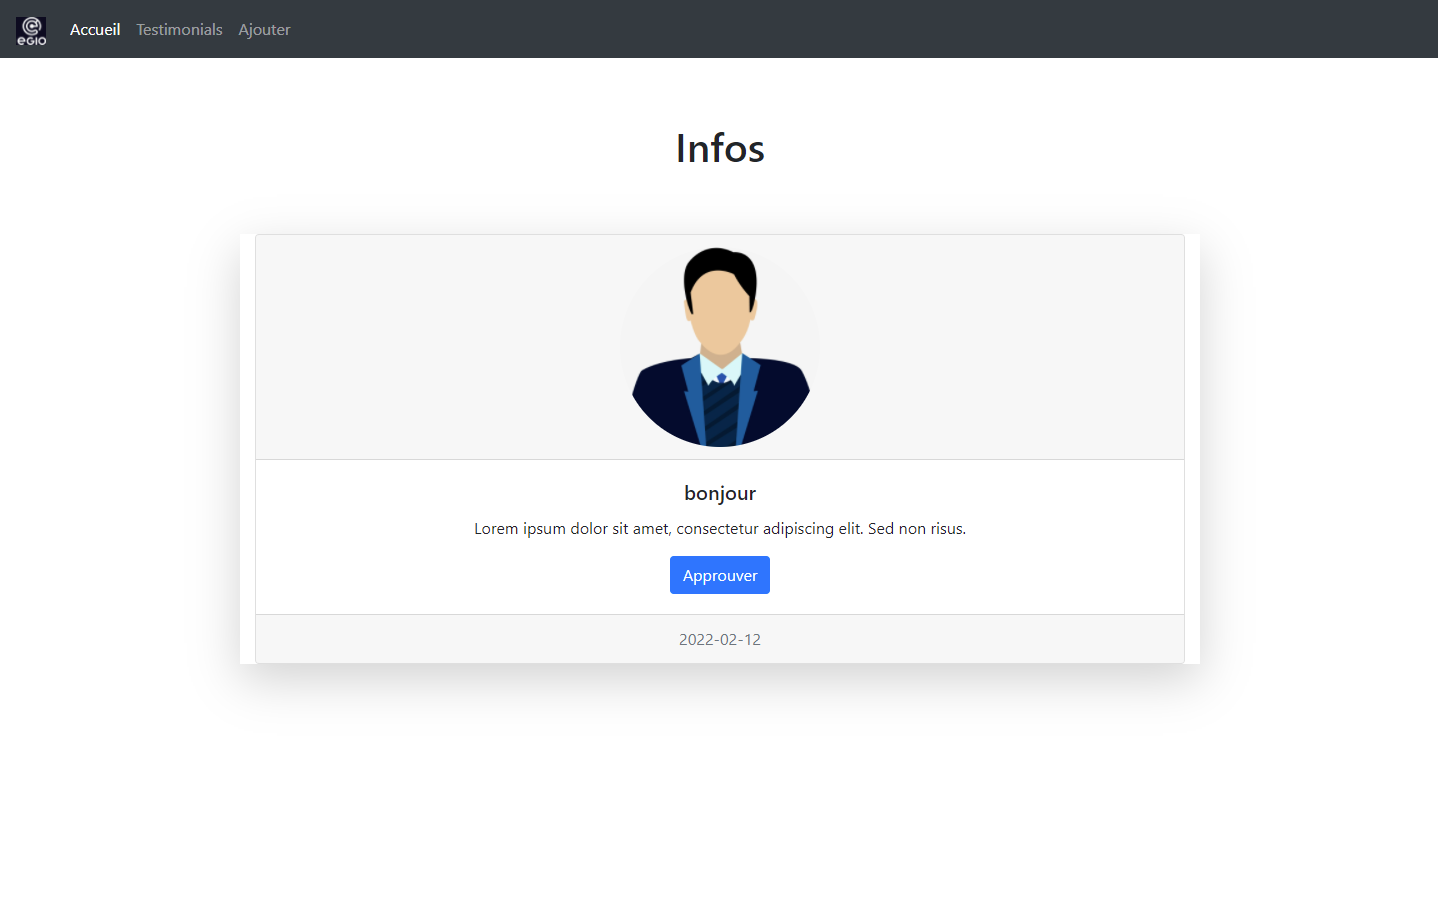 eGIO
Accueil Testimonials Ajouter
Infos
bonjour
Lorem ipsum dolor sit amet, consectetur adipiscing elit. Sed non risus.
Approuver
2022-02-12